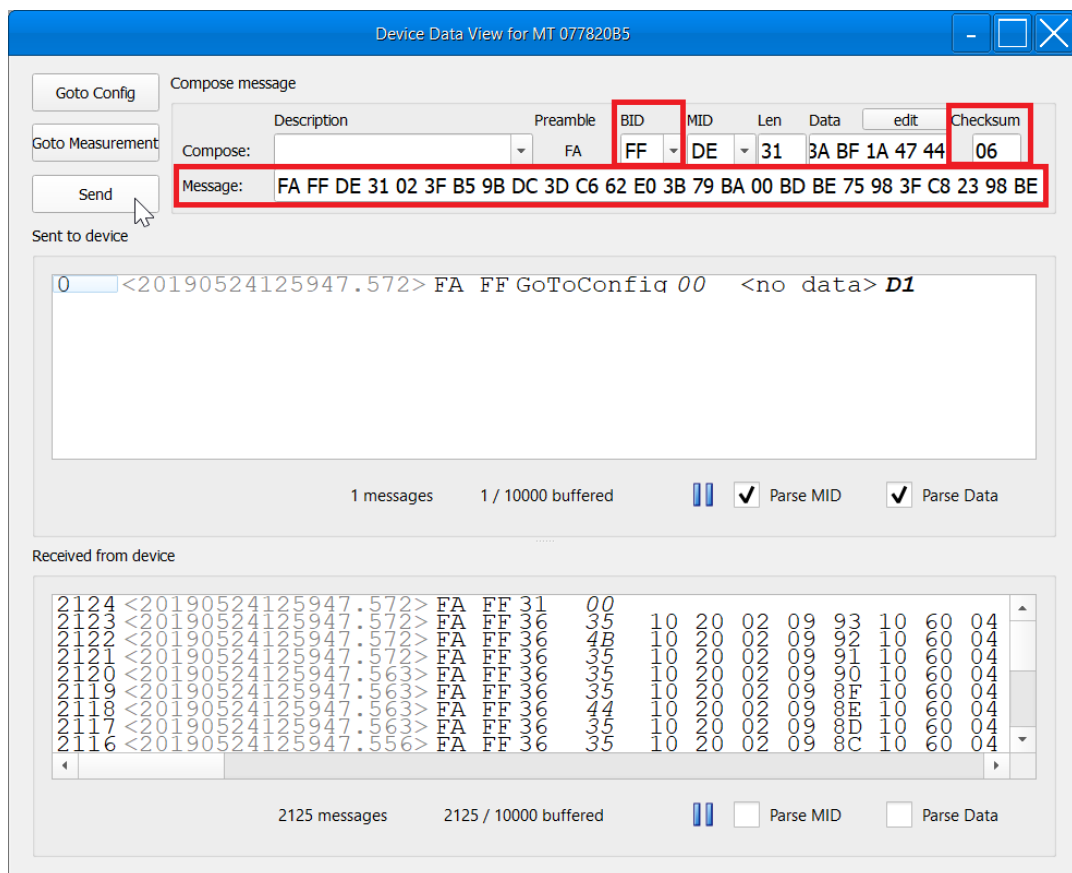 Device Data View for MT 077820B5
Goto Config
Compose message
Description Preamble BID MID Len Data edit Checksum
Goto Measurement
Compose: FA FF DE 31 3A BF 1A 47 44 06
Send
Message: FA FF DE 31 02 3F B5 9B DC 3D C6 62 E0 3B 79 BA 00 BD BE 75 98 3F C8 23 98 BE
Sent to device
0 <20190524125947.572> FA FF GoToConfig 00 <no data> D1
1 messages 1 / 10000 buffered Parse MID Parse Data
Received from device
2124 <20190524125947.572> FA FF 31 00
2123 <20190524125947.572> FA FF 36 35 10 20 02 09 93 10 60 04
2122 <20190524125947.572> FA FF 36 4B 10 20 02 09 92 10 60 04
2121 <20190524125947.572> FA FF 36 35 10 20 02 09 91 10 60 04
2120 <20190524125947.563> FA FF 36 35 10 20 02 09 90 10 60 04
2119 <20190524125947.563> FA FF 36 35 10 20 02 09 8F 10 60 04
2118 <20190524125947.563> FA FF 36 44 10 20 02 09 8E 10 60 04
2117 <20190524125947.563> FA FF 36 35 10 20 02 09 8D 10 60 04
2116 <20190524125947.556> FA FF 36 35 10 20 02 09 8C 10 60 04
2125 messages 2125 / 10000 buffered Parse MID Parse Data